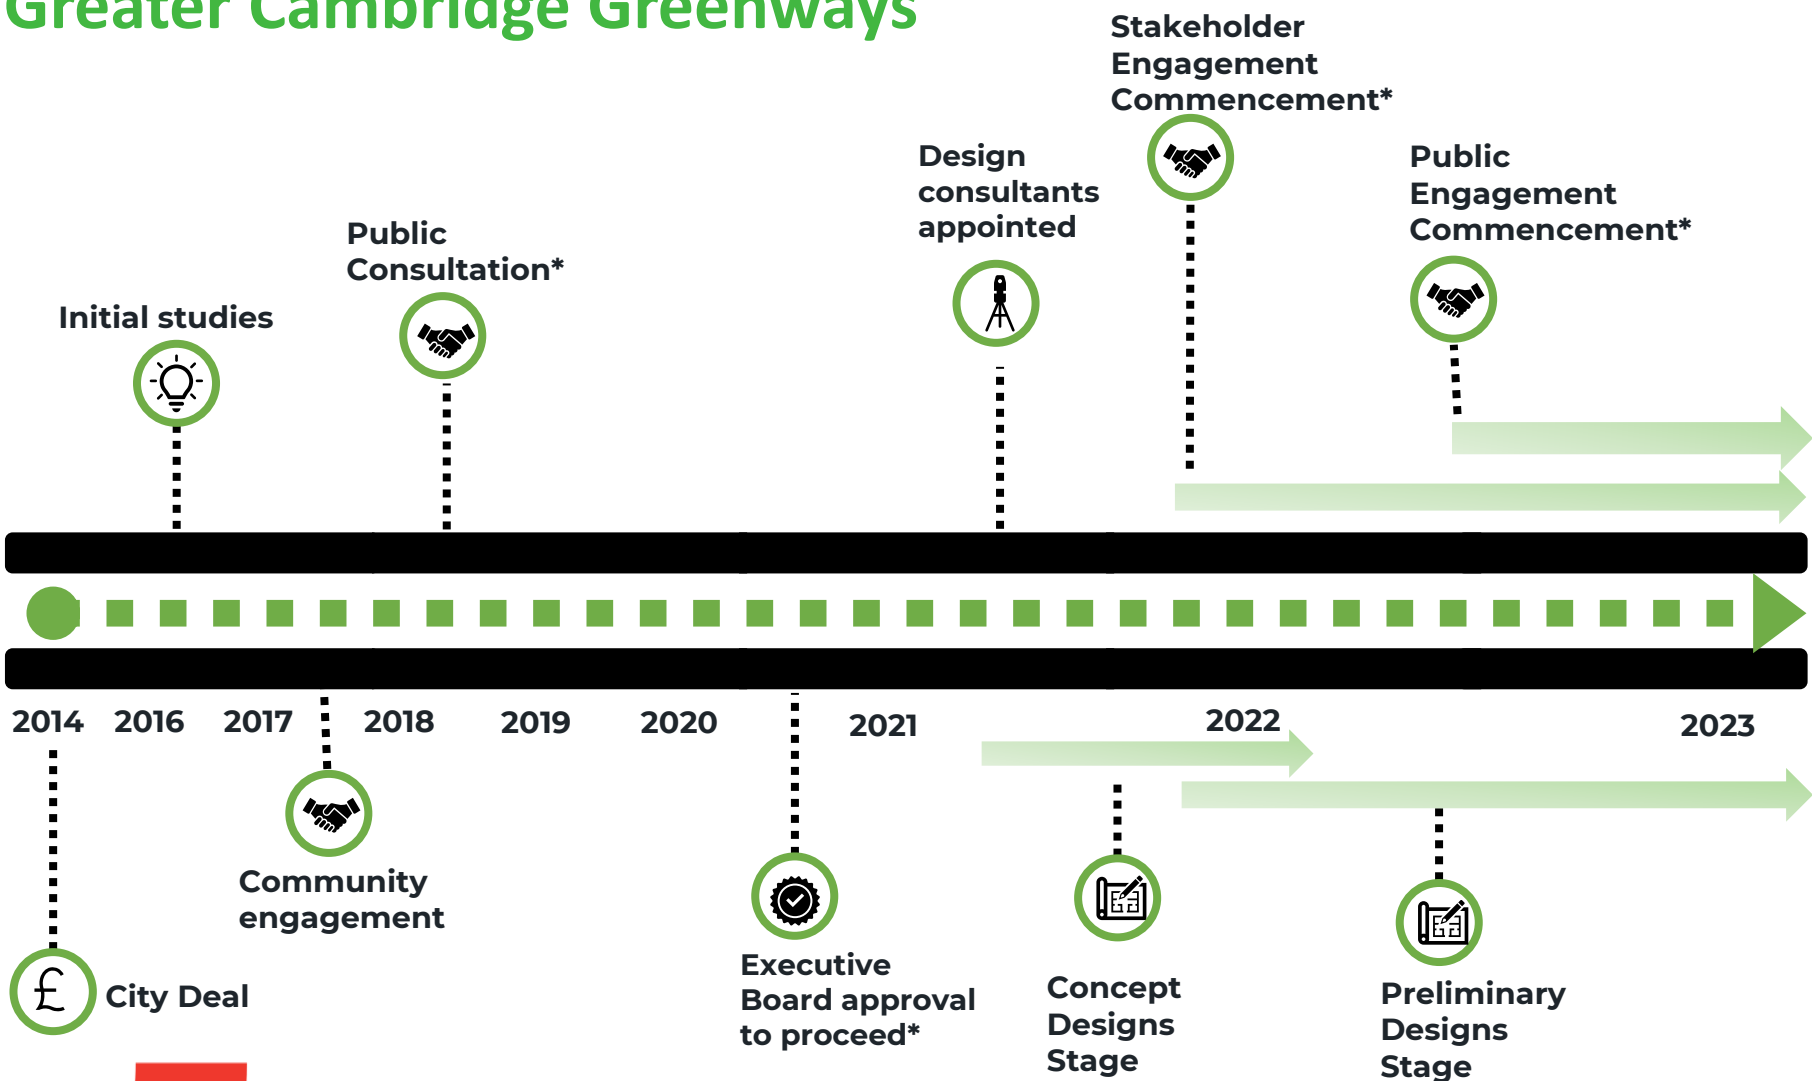 Greater Cambridge Greenways
Stakeholder
Engagement
Commencement*
Design
consultants
appointed
Public
Engagement
Commencement*
Public
Consultation*
Initial studies
2014 2016 2017 2018 2019 2020 2021 2022 2023
Community
engagement
£ City Deal
Executive
Board approval
to proceed*
Concept
Designs
Stage
Preliminary
Designs
Stage